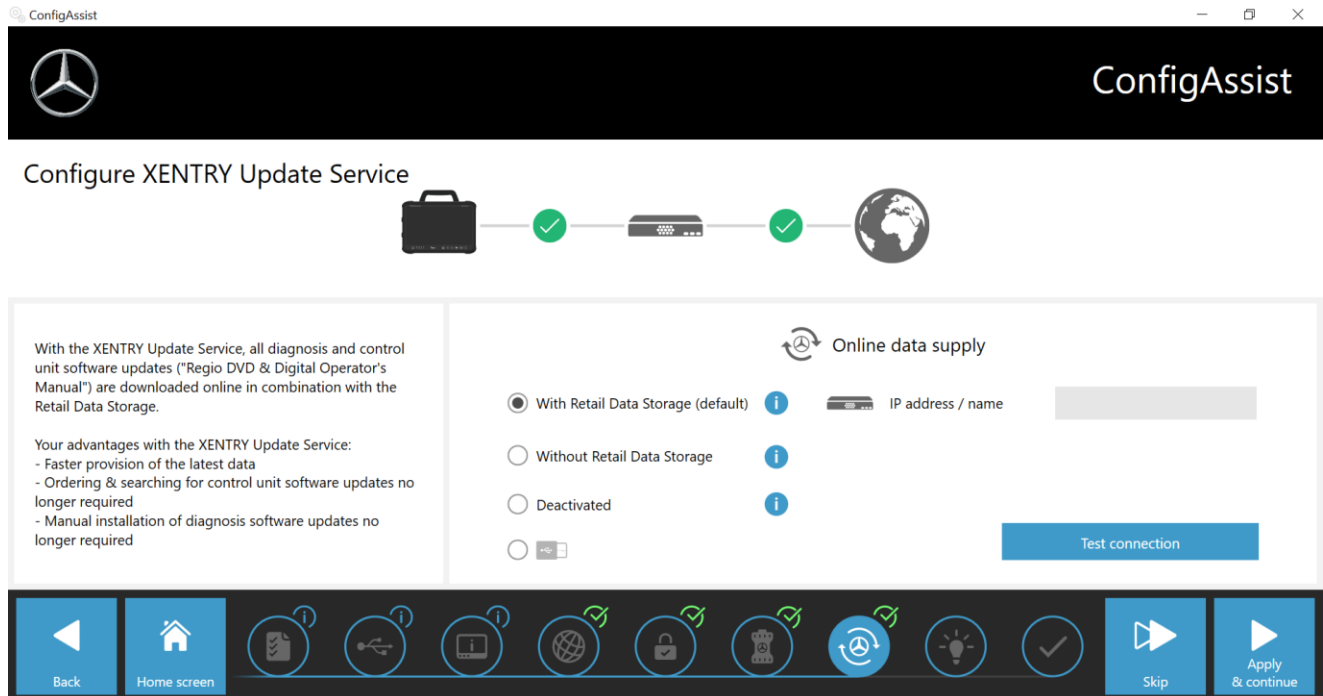 ConfigAssist
ConfigAssist
Configure XENTRY Update Service
With the XENTRY Update Service, all diagnosis and control
unit software updates ("Regio DVD & Digital Operator's
Manual") are downloaded online in combination with the
Retail Data Storage.
Your advantages with the XENTRY Update Service:
- Faster provision of the latest data
- Ordering & searching for control unit software updates no
longer required
- Manual installation of diagnosis software updates no
longer required
Online data supply
With Retail Data Storage (default)
IP address / name
Without Retail Data Storage
Deactivated
Test connection
Back
Home screen
Skip
Apply
& continue